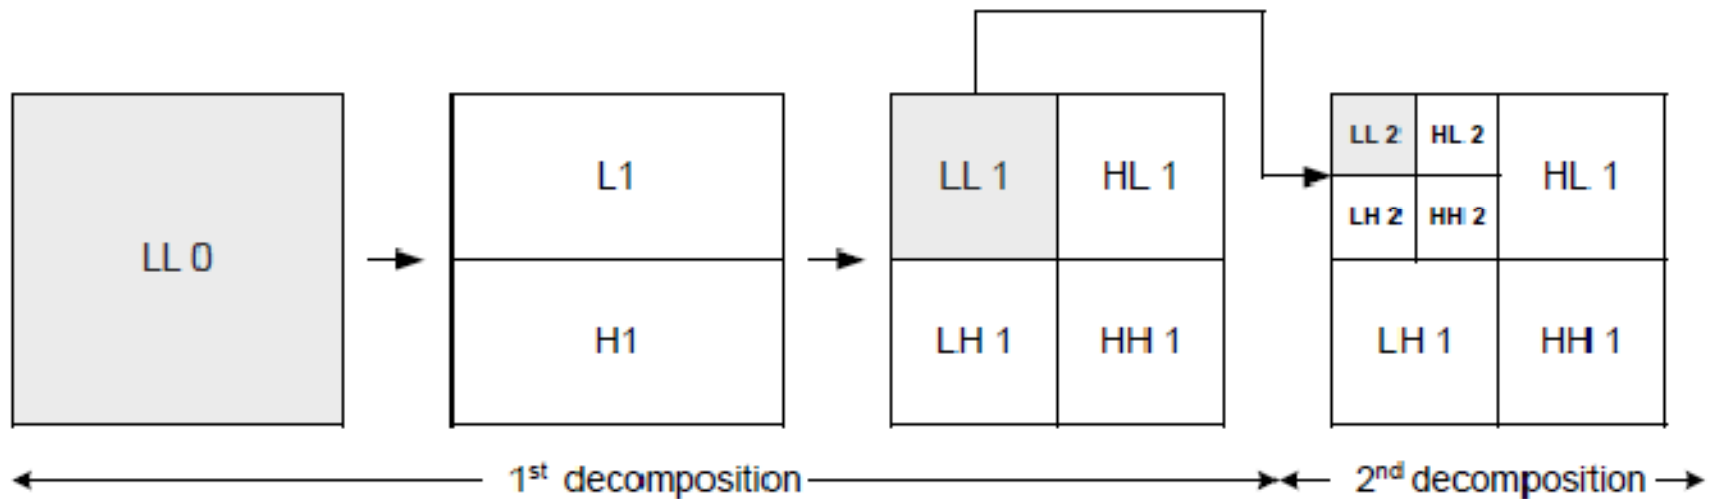 LL 0
L1
H1
LL 1 HL 1
LH 1 HH 1
LL 2 HL 2
LH 2 HH 2
HL 1
LH 1 HH 1
1st decomposition
2nd decomposition